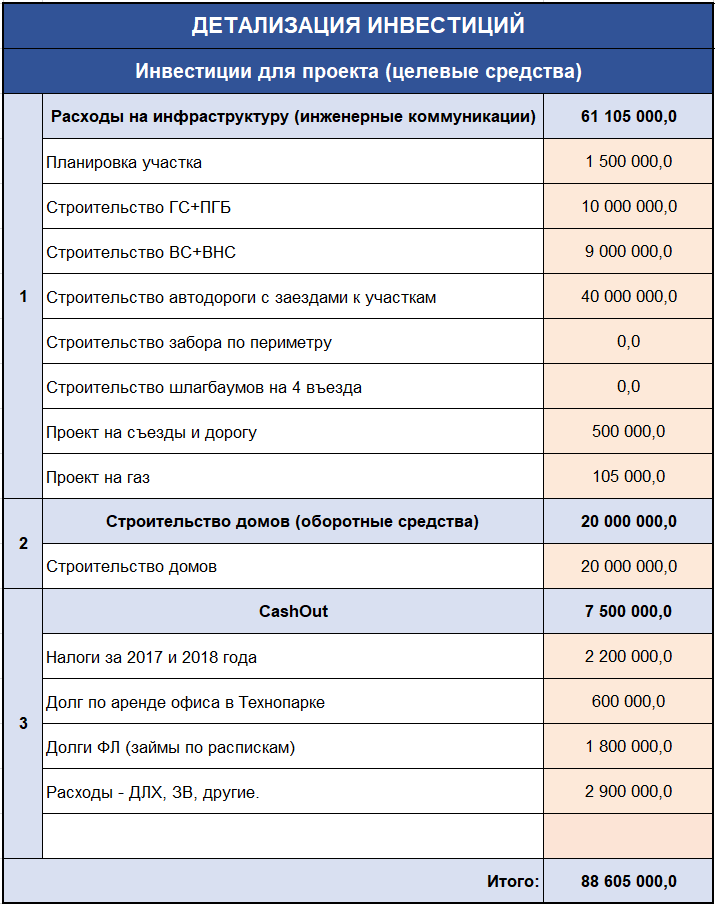 ДЕТАЛИЗАЦИЯ ИНВЕСТИЦИЙ
Инвестиции для проекта (целевые средства)
1
Расходы на инфраструктуру (инженерные коммуникации) 61 105 000,0
Планировка участка 1 500 000,0
Строительство ГС+ПГБ 10 000 000,0
Строительство ВС+ВНС 9 000 000,0
Строительство автодороги с заездами к участкам 40 000 000,0
Строительство забора по периметру 0,0
Строительство шлагбаумов на 4 въезда 0,0
Проект на съезды и дорогу 500 000,0
Проект на газ 105 000,0
2
Строительство домов (оборотные средства) 20 000 000,0
Строительство домов 20 000 000,0
3
CashOut 7 500 000,0
Налоги за 2017 и 2018 года 2 200 000,0
Долг по аренде офиса в Технопарке 600 000,0
Долги ФЛ (займы по распискам) 1 800 000,0
Расходы - ДЛХ, ЗВ, другие. 2 900 000,0
Итого: 88 605 000,0